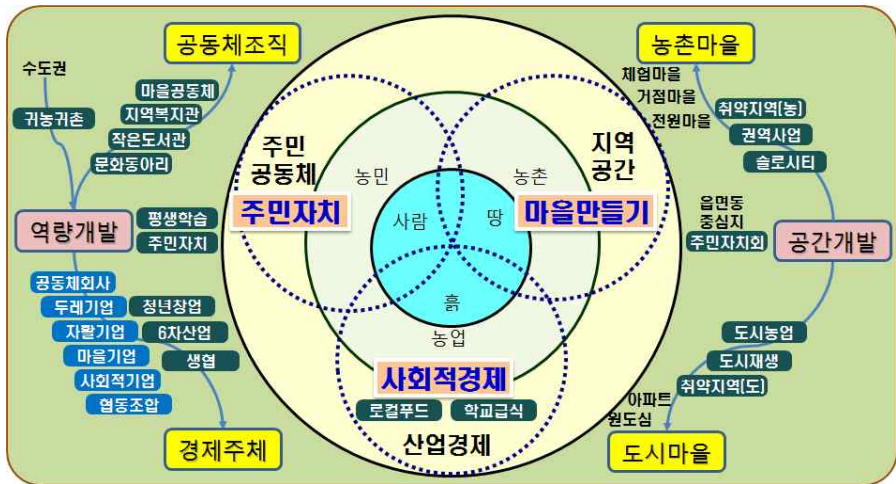 공동체조직
농촌마을
수도권
귀농귀촌
마을공동체
지역복지관
작은도서관
문화동아리
체험마을
거점마을
전원마을
취약지역(농)
권역사업
슬로시티
주민
공동체
주민자치
지역
공간
마을만들기
농민
농촌
사람
땅
흙
농업
역량개발
평생학습
주민자치
읍면동
중심지
주민자치회
공간개발
공동체회사
두레기업
자활기업
마을기업
사회적기업
협동조합
청년창업
6차산업
생협
사회적경제
로컬푸드
학교급식
산업경제
도시농업
도시재생
취약지역(도)
아파트
원도심
경제주체
도시마을